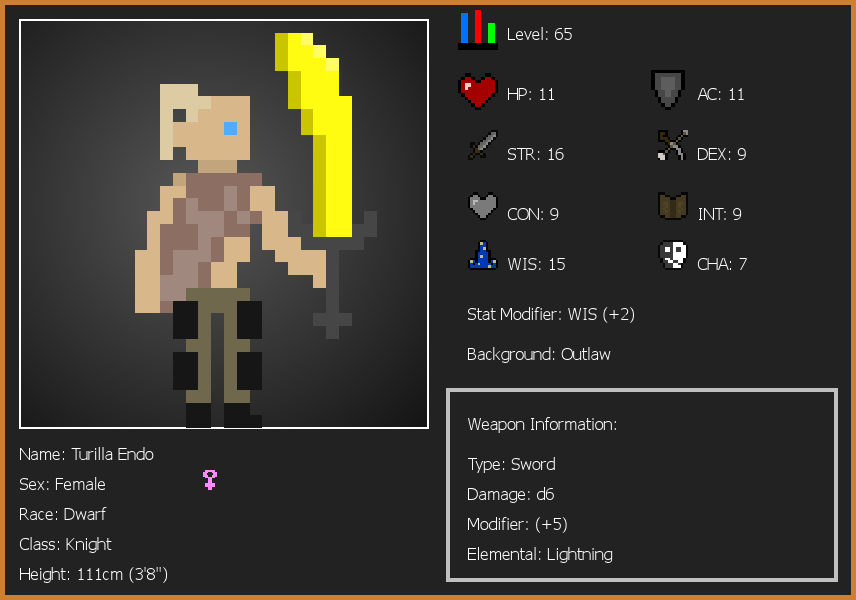 Level: 65
HP: 11
AC: 11
STR: 16
DEX: 9
CON: 9
INT: 9
WIS: 15
CHA: 7
Stat Modifier: WIS (+2)
Background: Outlaw
Weapon Information:
Type: Sword
Damage: d6
Modifier: (+5)
Elemental: Lightning
Name: Turilla Endo
Sex: Female
Race: Dwarf
Class: Knight
Height: 111cm (3'8")